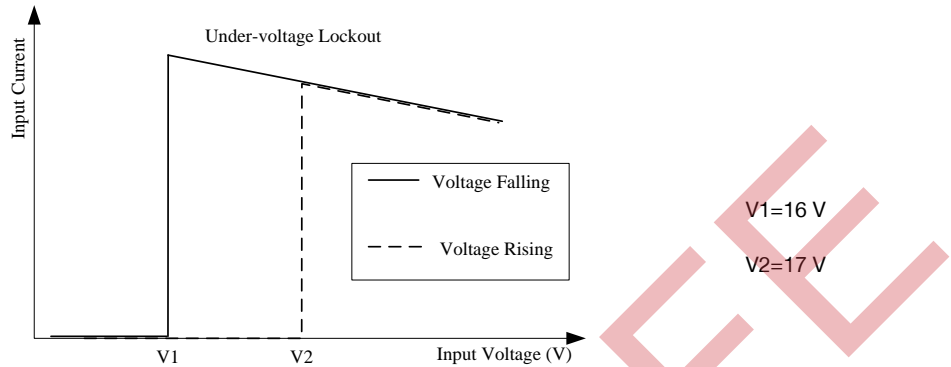 Under-voltage Lockout
Input Current
Voltage Falling
Voltage Rising
V1=16 V
V2=17 V
V1
V2
Input Voltage (V)